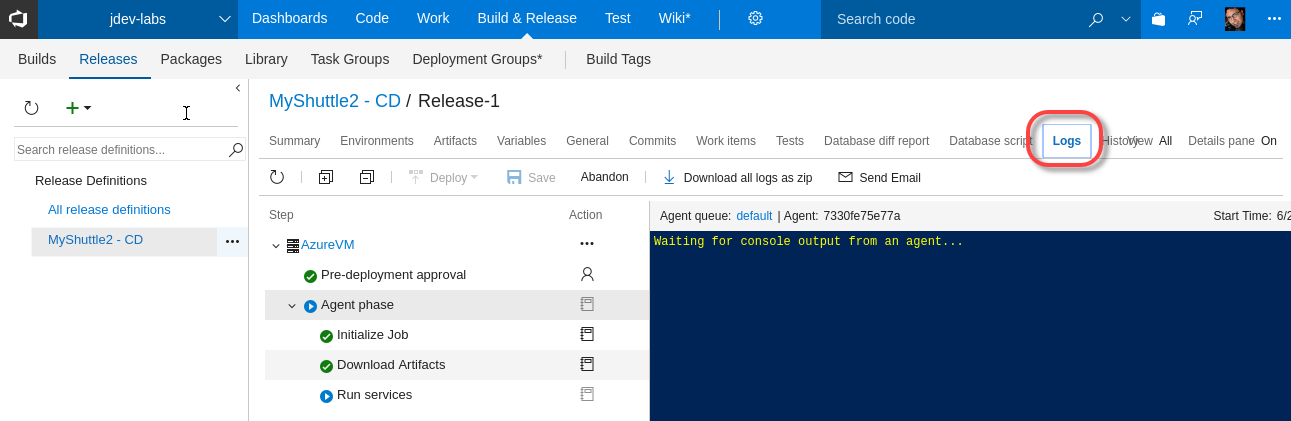 jdev-labs Dashboards Code Work Build & Release Test Wiki* Search code
Builds Releases Packages Library Task Groups Deployment Groups* Build Tags
MyShuttle2 - CD / Release-1
Summary Environments Artifacts Variables General Commits Work items Tests Database diff report Database script Logs History View All Details pane On
Search release definitions...
Release Definitions
All release definitions
MyShuttle2 - CD ...
Deploy Save Abandon Download all logs as zip Send Email
Step Action
Agent queue: default | Agent: 7330fe75e77a Start Time: 6/2
Waiting for console output from an agent...
AzureVM ...
Pre-deployment approval
Agent phase
Initialize Job
Download Artifacts
Run services